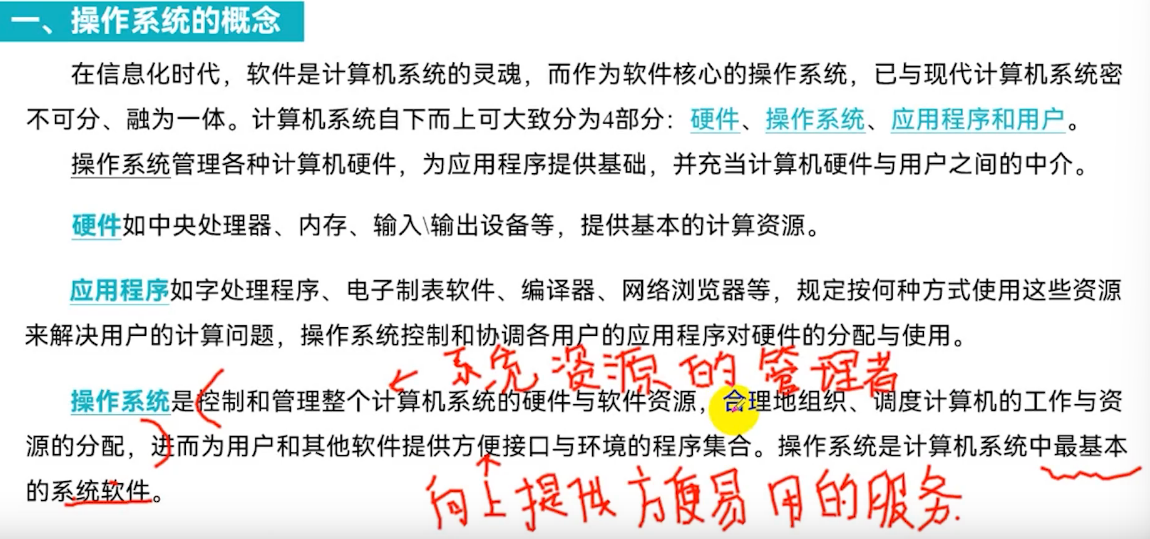 一、操作系统的概念
在信息化时代，软件是计算机系统的灵魂，而作为软件核心的操作系统，已与现代计算机系统密
不可分、融为一体。计算机系统自下而上可大致分为4部分：硬件、操作系统、应用程序和用户。
操作系统管理各种计算机硬件，为应用程序提供基础，并充当计算机硬件与用户之间的中介。
硬件如中央处理器、内存、输入\输出设备等，提供基本的计算资源。
应用程序如字处理程序、电子制表软件、编译器、网络浏览器等，规定按何种方式使用这些资源
来解决用户的计算问题，操作系统控制和协调各用户的应用程序对硬件的分配与使用。
系统资源的管理者
操作系统是控制和管理整个计算机系统的硬件与软件资源，合理地组织、调度计算机的工作与资
源的分配，进而为用户和其他软件提供方便接口与环境的程序集合。操作系统是计算机系统中最基本
的系统软件。
向上提供方便易用的服务